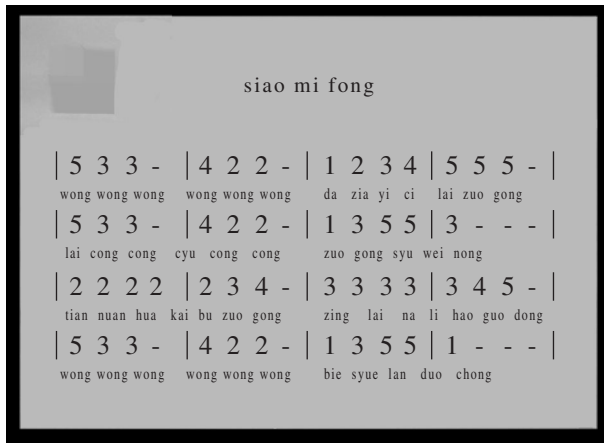 siao mi fong
| 5 3 3 - | 4 2 2 - | 1 2 3 4 | 5 5 5 - |
wong wong wong wong wong wong da zia yi ci lai zuo gong
| 5 3 3 - | 4 2 2 - | 1 3 5 5 | 3 - - - |
lai cong cong cyu cong cong zuo gong syu wei nong
| 2 2 2 2 | 2 3 4 - | 3 3 3 3 | 3 4 5 - |
tian nuan hua kai bu zuo gong zing lai na li hao guo dong
| 5 3 3 - | 4 2 2 - | 1 3 5 5 | 1 - - - |
wong wong wong wong wong wong bie syue lan duo chong